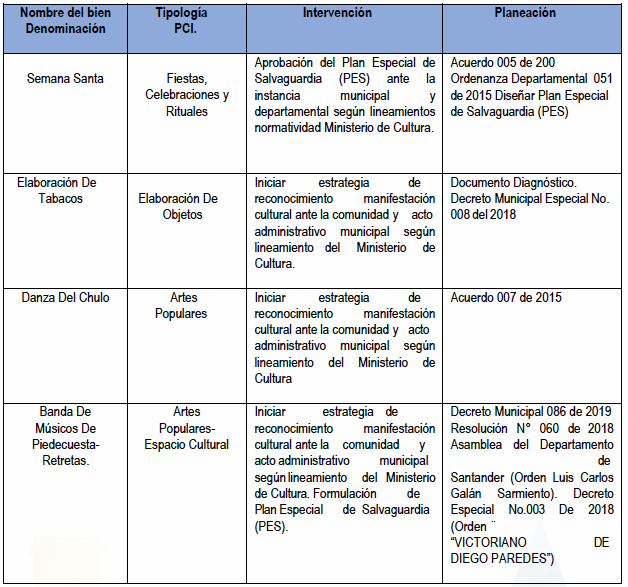 Nombre del bien
Denominación
Tipología
PCI.
Intervención
Planeación
Semana Santa
Fiestas,
Celebraciones y
Rituales
Aprobación del Plan Especial de
Salvaguardia (PES) ante la
instancia municipal y
departamental según lineamientos
normatividad Ministerio de Cultura.
Acuerdo 005 de 200
Ordenanza Departamental 051
de 2015 Diseñar Plan Especial
de Salvaguardia (PES)
Elaboración De
Tabacos
Elaboración De
Objetos
Iniciar estrategia de
reconocimiento manifestación
cultural ante la comunidad y acto
administrativo municipal según
lineamiento del Ministerio de
Cultura.
Documento Diagnóstico.
Decreto Municipal Especial No.
008 del 2018
Danza Del Chulo
Artes
Populares
Iniciar estrategia de
reconocimiento manifestación
cultural ante la comunidad y acto
administrativo municipal según
lineamiento del Ministerio de
Cultura
Acuerdo 007 de 2015
Banda De
Músicos De
Piedecuesta-
Retretas.
Artes
Populares-
Espacio Cultural
Iniciar estrategia de
reconocimiento manifestación
cultural ante la comunidad y
acto administrativo municipal
según lineamiento del Ministerio
de Cultura. Formulación de
Plan Especial de Salvaguardia
(PES).
Decreto Municipal 086 de 2019
Resolución N° 060 de 2018
Asamblea del Departamento
de
Santander (Orden Luis Carlos
Galán Sarmiento). Decreto
Especial No.003 De 2018
(Orden ¨
“VICTORIANO DE
DIEGO PAREDES”)